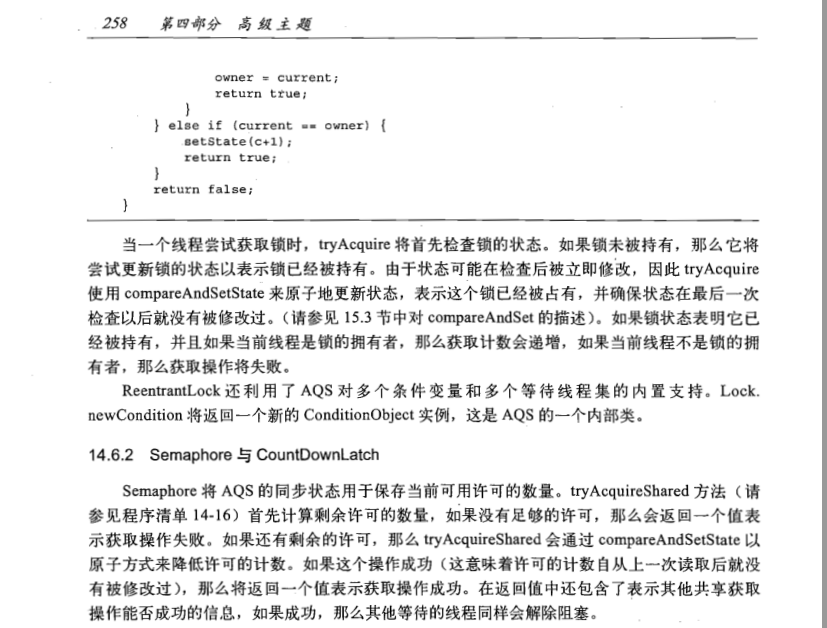 258 第四部分 高级主题
owner = current;
return true;
}
} else if (current == owner) {
setState(c+1);
return true;
}
return false;
}
当一个线程尝试获取锁时，tryAcquire 将首先检查锁的状态。如果锁未被持有，那么它将
尝试更新锁的状态以表示锁已经被持有。由于状态可能在检查后被立即修改，因此 tryAcquire
使用 compareAndSetState 来原子地更新状态，表示这个锁已经被占有，并确保状态在最后一次
检查以后就没有被修改过。（请参见 15.3 节中对 compareAndSet 的描述）。如果锁状态表明它已
经被持有，并且如果当前线程是锁的拥有者，那么获取计数会递增，如果当前线程不是锁的拥
有者，那么获取操作将失败。
ReentrantLock 还利用了 AQS 对多个条件变量和多个等待线程集的内置支持。Lock.
newCondition 将返回一个新的 ConditionObject 实例，这是 AQS 的一个内部类。
14.6.2 Semaphore 与 CountDownLatch
Semaphore 将 AQS 的同步状态用于保存当前可用许可的数量。tryAcquireShared 方法（请
参见程序清单 14-16）首先计算剩余许可的数量，如果没有足够的许可，那么会返回一个值表
示获取操作失败。如果还有剩余的许可，那么 tryAcquireShared 会通过 compareAndSetState 以
原子方式来降低许可的计数。如果这个操作成功（这意味着许可的计数自从上一次读取后就没
有被修改过），那么将返回一个值表示获取操作成功。在返回值中还包含了表示其他共享获取
操作能否成功的信息，如果成功，那么其他等待的线程同样会解除阻塞。